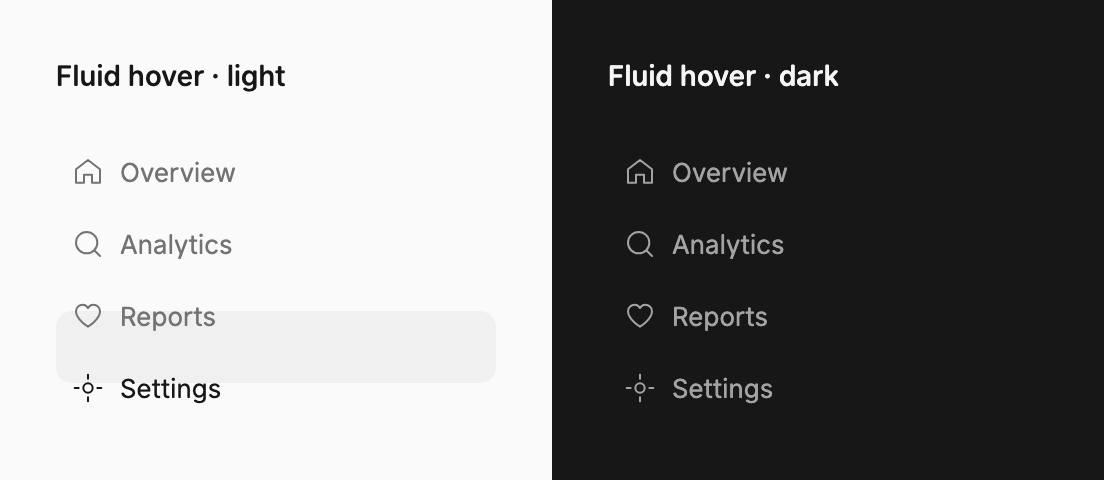 Fluid hover · light
Overview
Analytics
Reports
Settings
Fluid hover · dark
Overview
Analytics
Reports
Settings